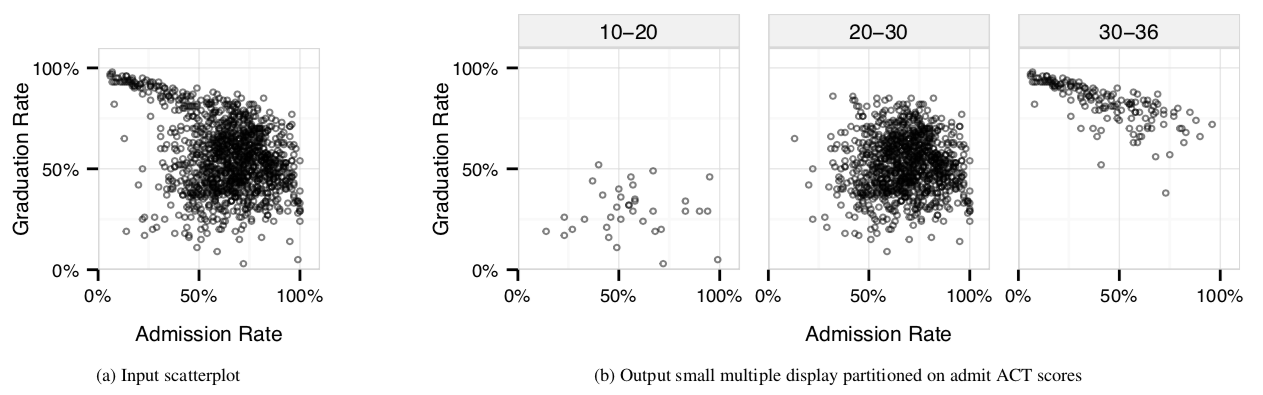 100%
50%
0%
Graduation Rate
0% 50% 100%
Admission Rate
(a) Input scatterplot
10–20 20–30 30–36
100%
50%
0%
Graduation Rate
0% 50% 100% 0% 50% 100% 0% 50% 100%
Admission Rate
(b) Output small multiple display partitioned on admit ACT scores